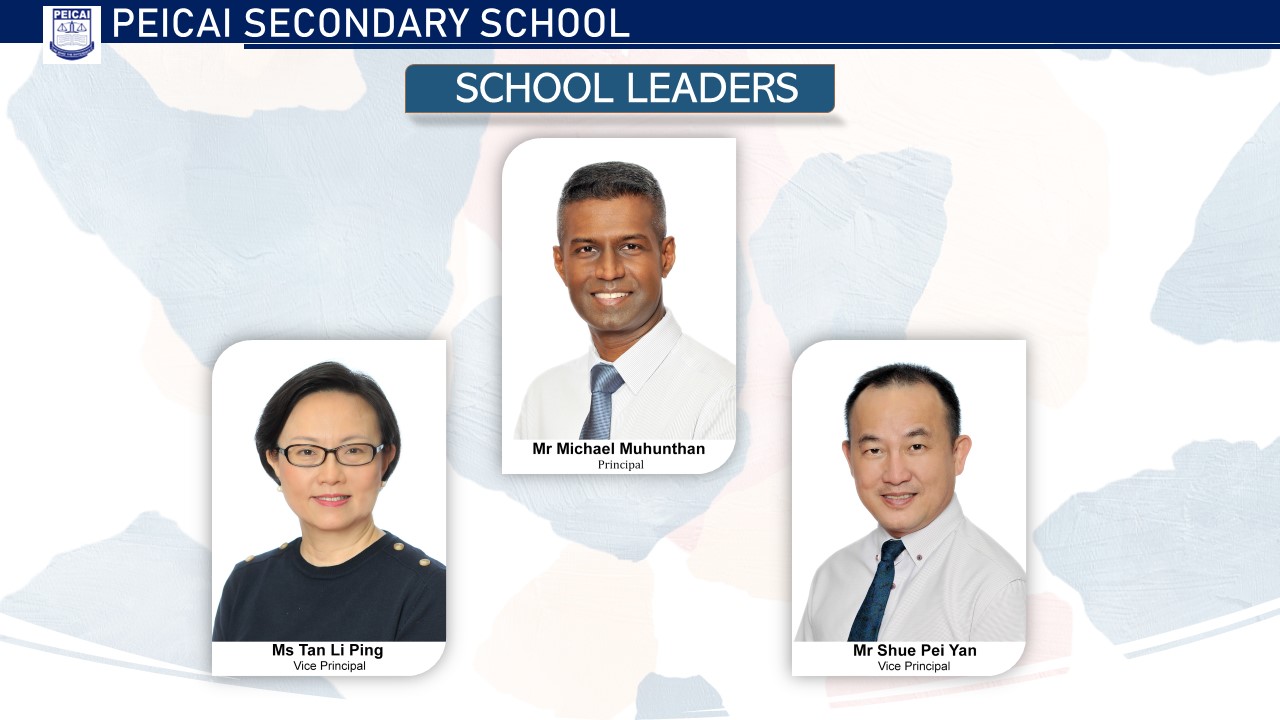 PEICAI
PEICAI SECONDARY SCHOOL
SCHOOL LEADERS
Mr Michael Muhunthan
Principal
Ms Tan Li Ping
Vice Principal
Mr Shue Pei Yan
Vice Principal